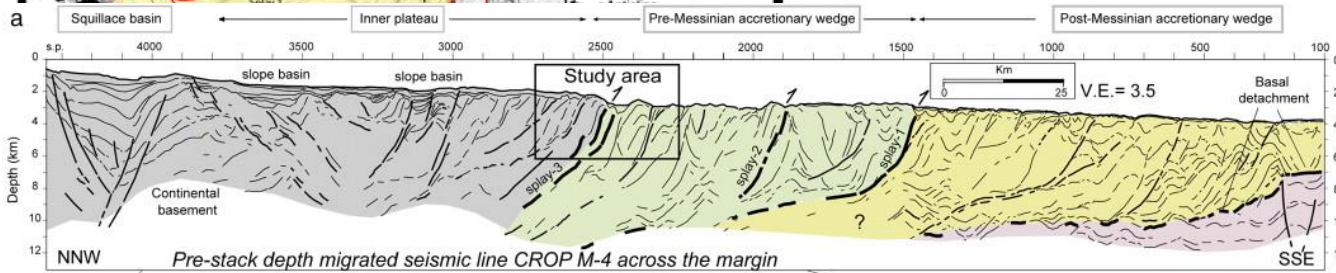 a
Squillace basin
Inner plateau
Pre-Messinian accretionary wedge
Post-Messinian accretionary wedge
s.p. 4000 3500 3000 2500 2000 1500 1000 500 100
0
2
4
6
8
10
12
Depth (km)
slope basin
slope basin
Study area
Km
0 25
V.E.= 3.5
Basal
detachment
splay-3
splay-2
splay-
Continental
basement
?
NNW
Pre-stack depth migrated seismic line CROP M-4 across the margin
SSE